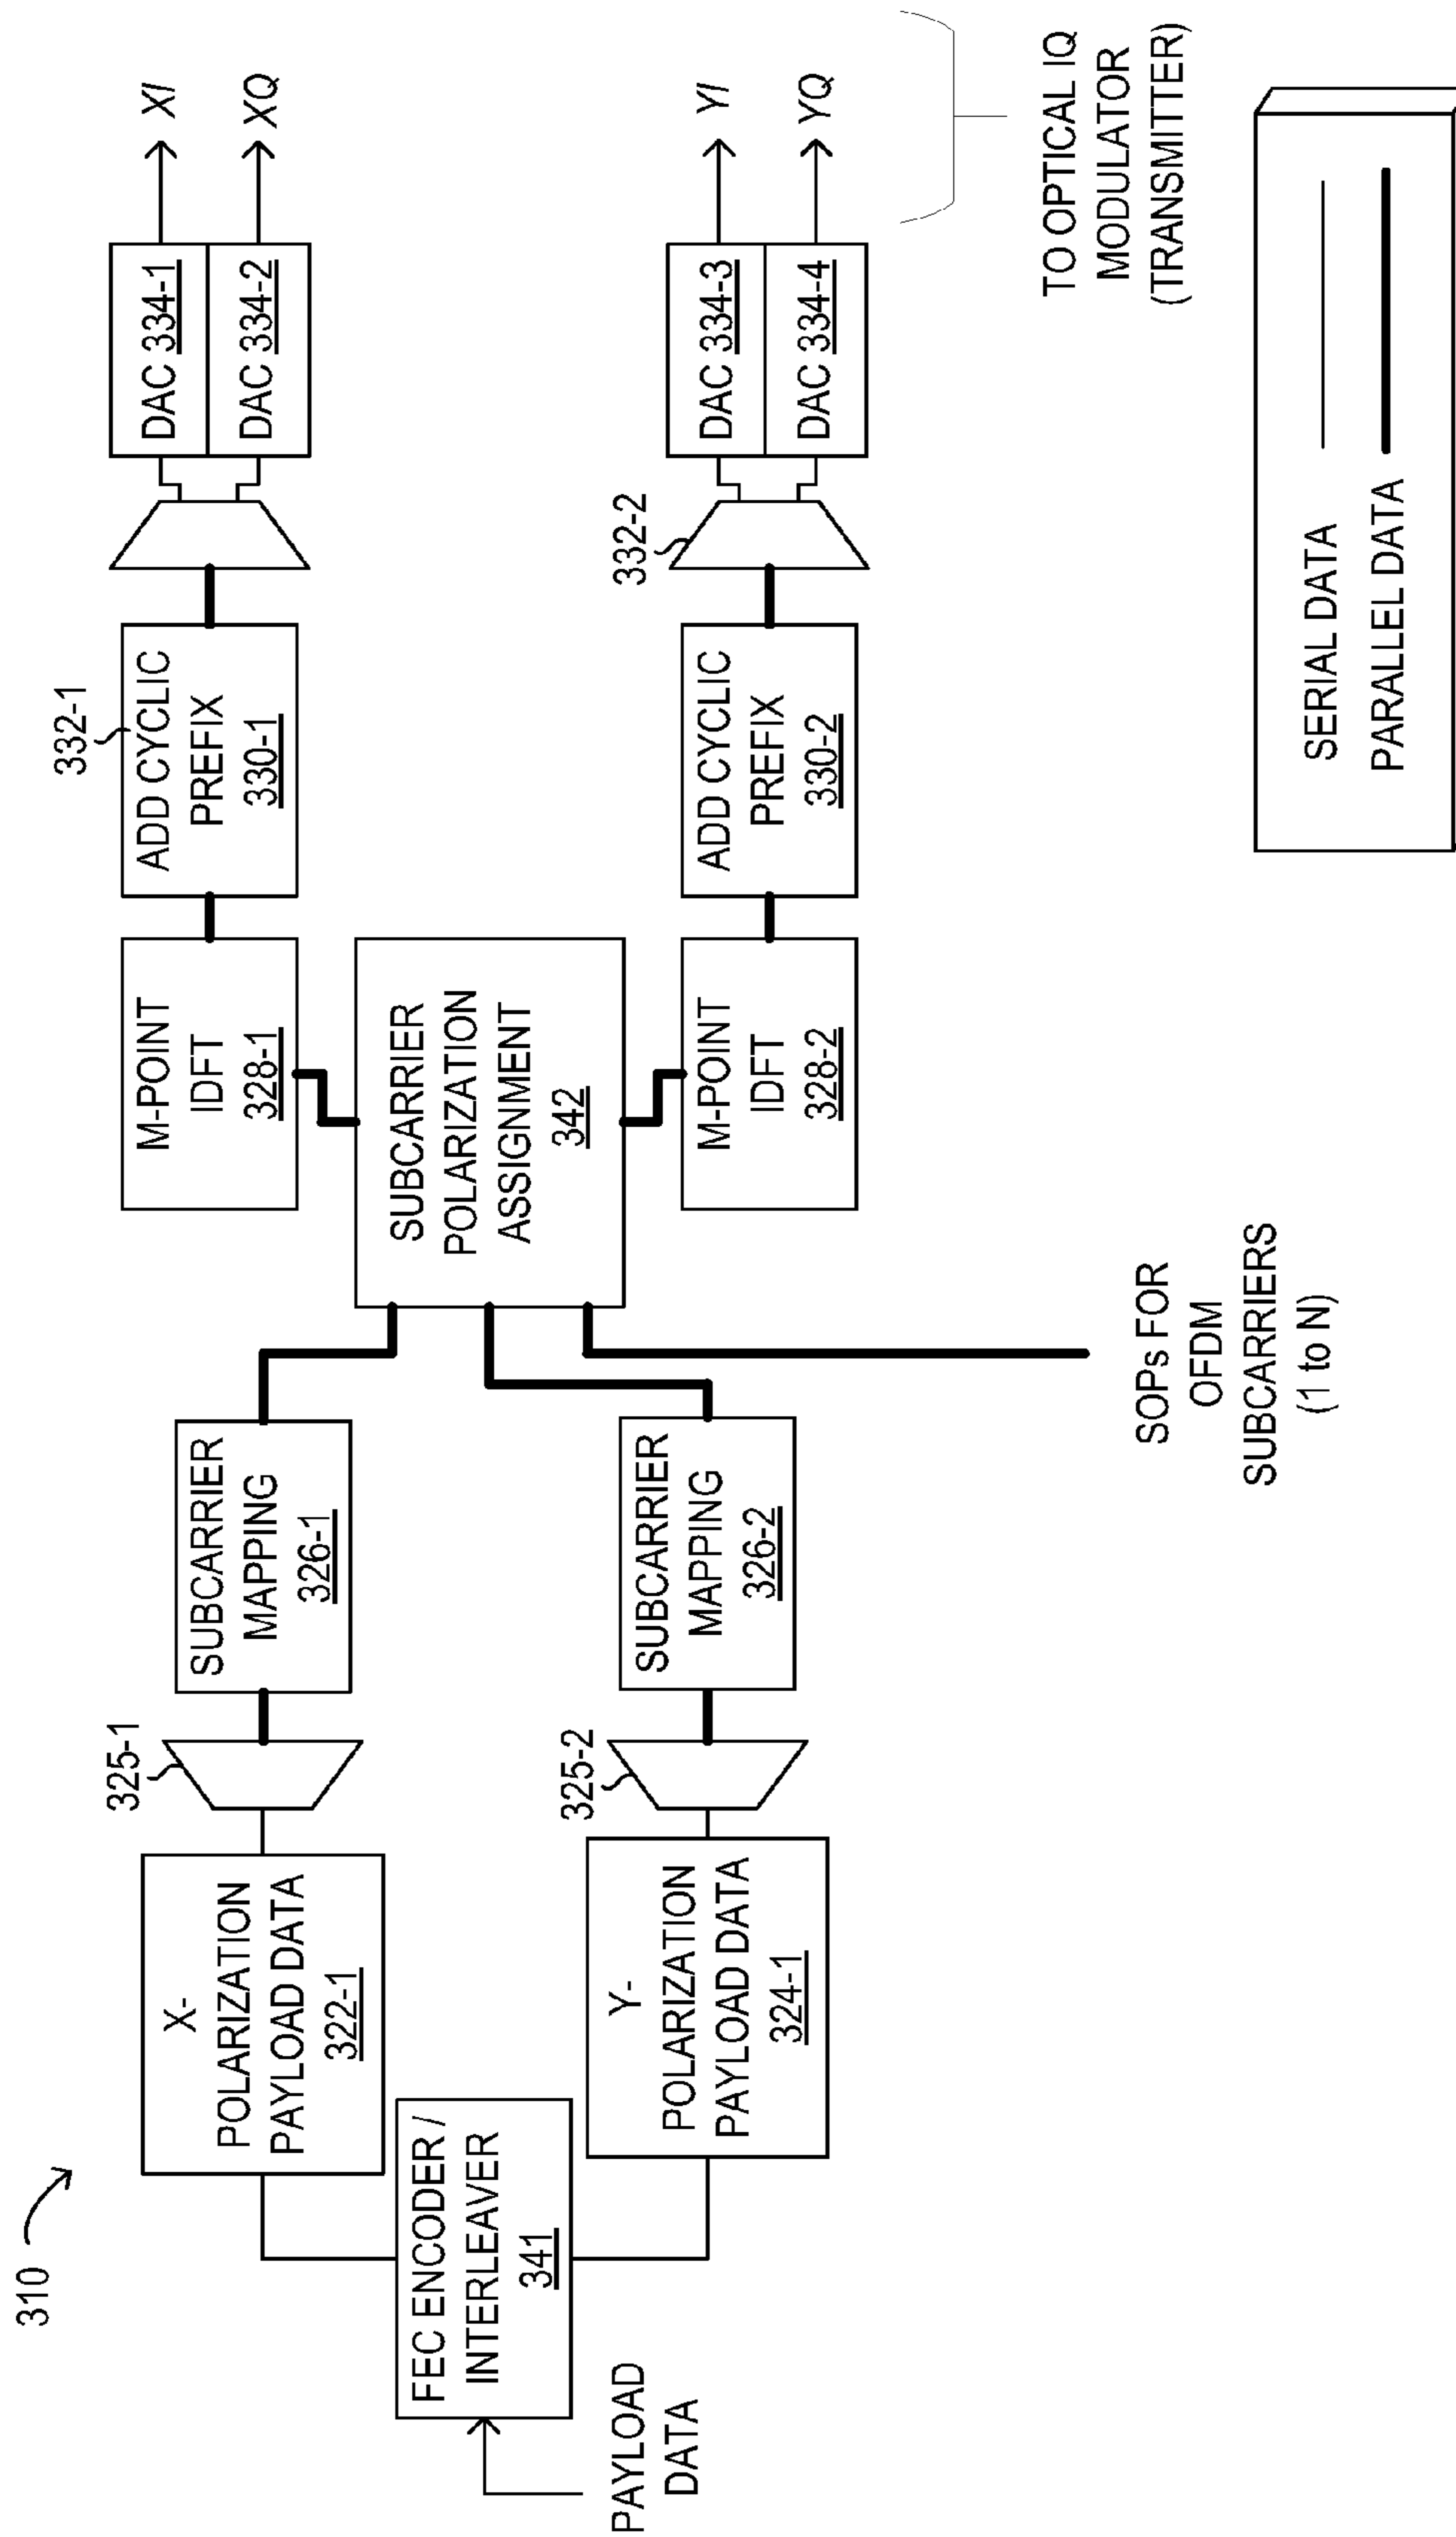 310
PAYLOAD
DATA
FEC ENCODER /
INTERLEAVER
341
X-
POLARIZATION
PAYLOAD DATA
322-1
Y-
POLARIZATION
PAYLOAD DATA
324-1
325-1
325-2
SUBCARRIER
MAPPING
326-1
SUBCARRIER
MAPPING
326-2
SOPs FOR
OFDM
SUBCARRIERS
(1 to N)
SUBCARRIER
POLARIZATION
ASSIGNMENT
342
M-POINT
IDFT
328-1
M-POINT
IDFT
328-2
332-1
ADD CYCLIC
PREFIX
330-1
ADD CYCLIC
PREFIX
330-2
332-2
DAC 334-1
DAC 334-2
DAC 334-3
DAC 334-4
XI
XQ
YI
YQ
TO OPTICAL IQ
MODULATOR
(TRANSMITTER)
SERIAL DATA
PARALLEL DATA